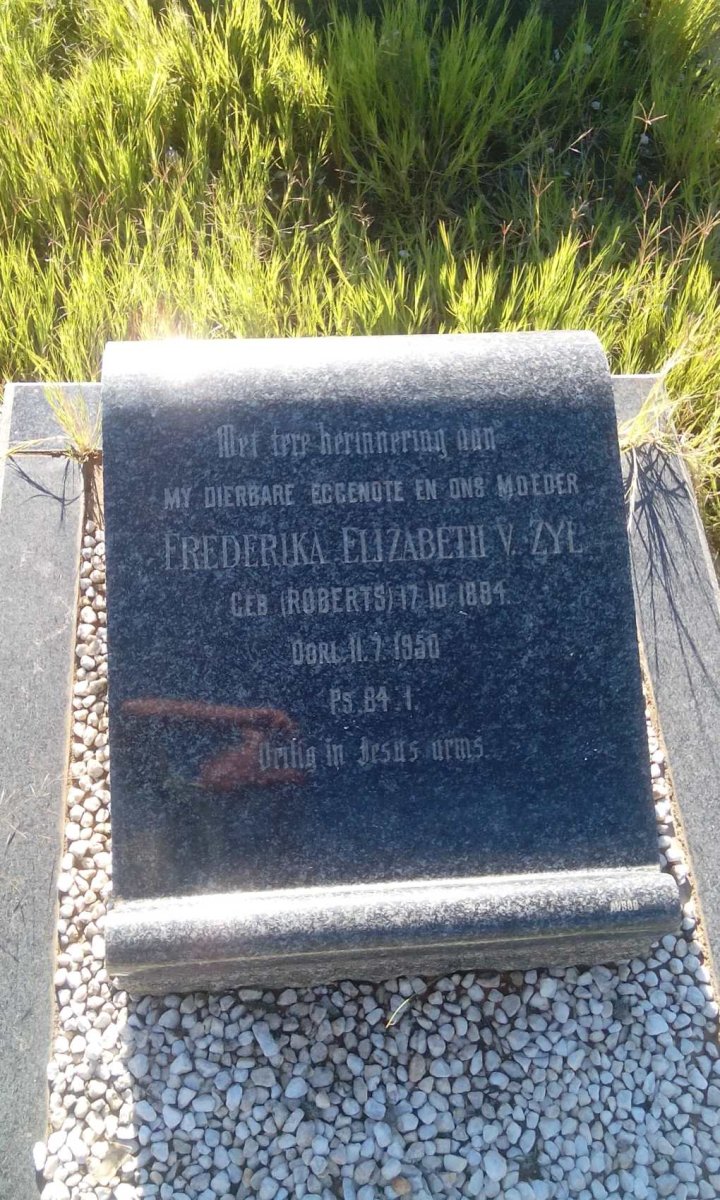 Met tere herinnering aan
MY DIERBARE EGGENOTE EN ONS MOEDER
FREDERIKA ELIZABETH V. ZYL
GEB (ROBERTS) 17.10.1884.
OORL. 11.7.1950
Ps. 84.1.
Veilig in Jesus arms.